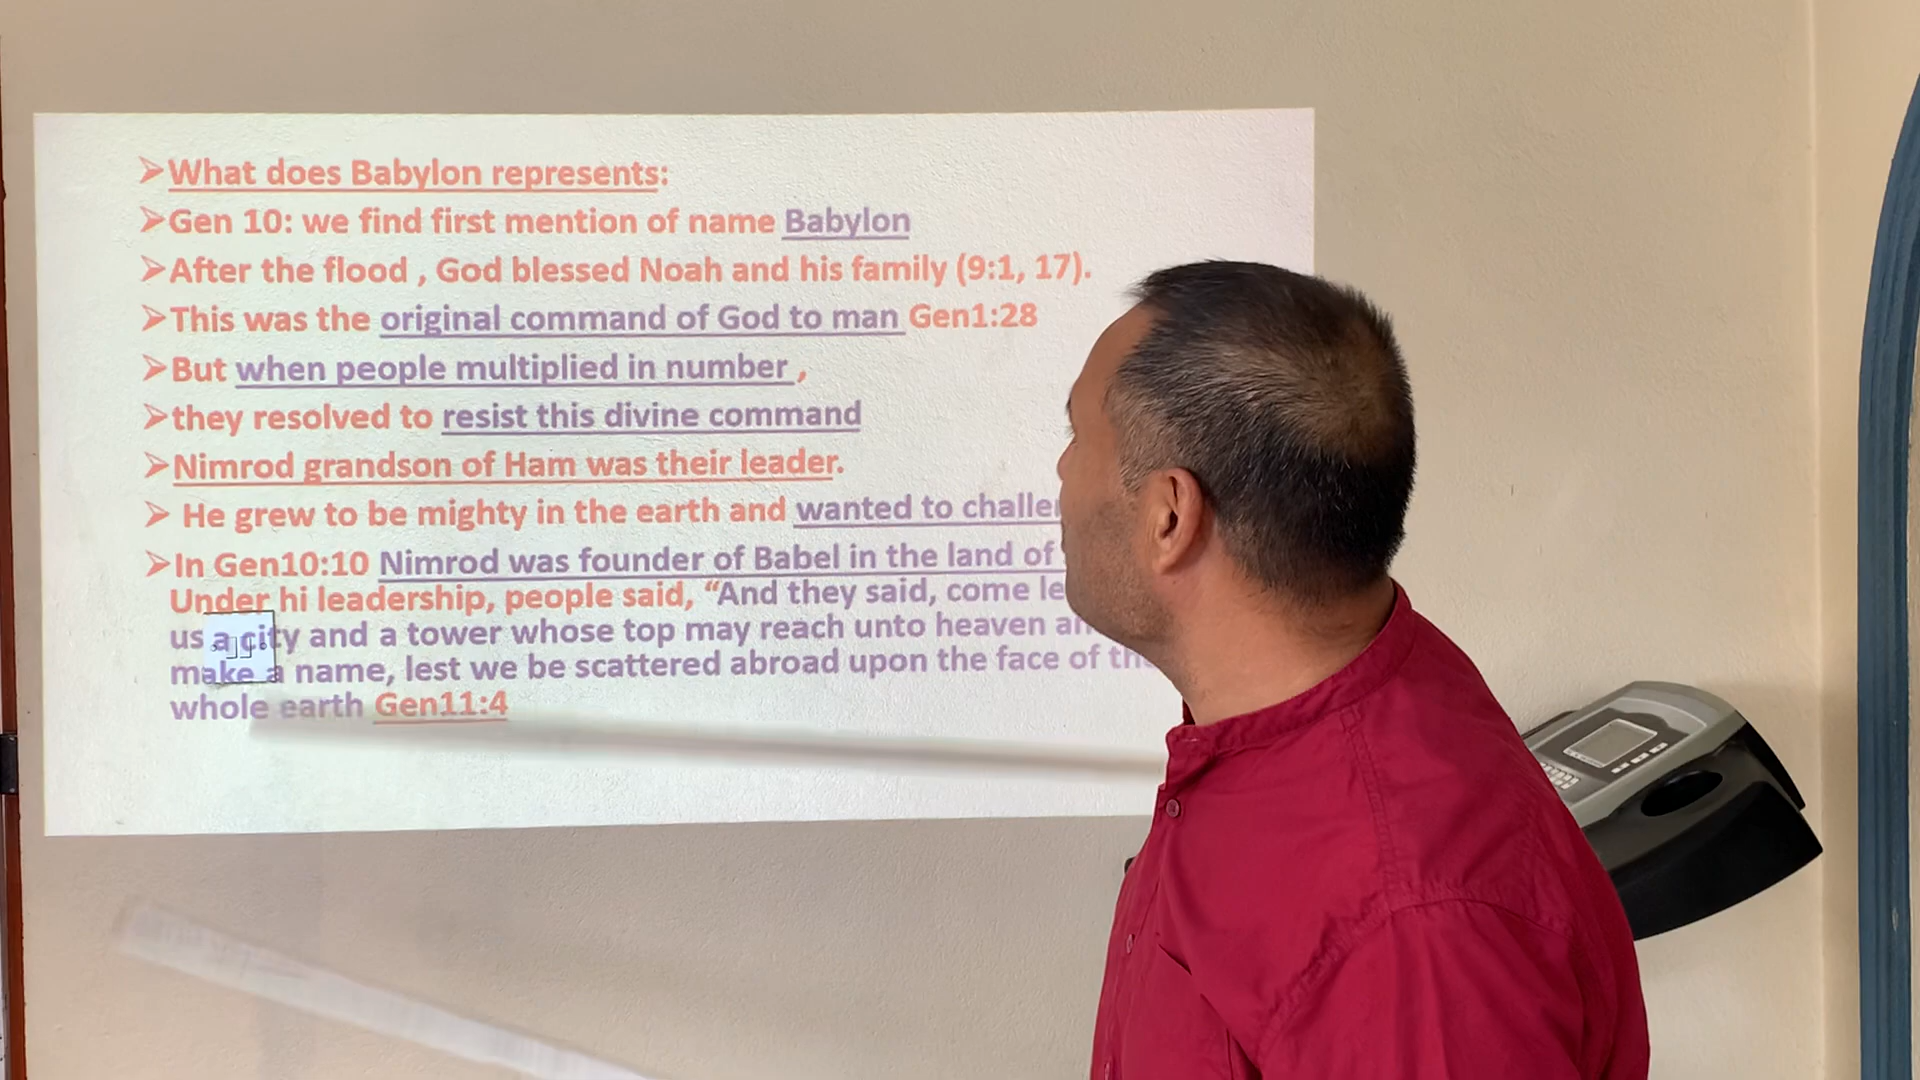 ➢What does Babylon represents:
➢Gen 10: we find first mention of name Babylon
➢After the flood , God blessed Noah and his family (9:1, 17).
➢This was the original command of God to man Gen1:28
➢But when people multiplied in number ,
➢they resolved to resist this divine command
➢Nimrod grandson of Ham was their leader.
➢ He grew to be mighty in the earth and wanted to
➢In Gen10:10 Nimrod was founder of Babel in the land of
Under hi leadership, people said, “And they said, come
us a city and a tower whose top may reach unto heaven
make a name, lest we be scattered abroad upon the face of
whole earth Gen11:4